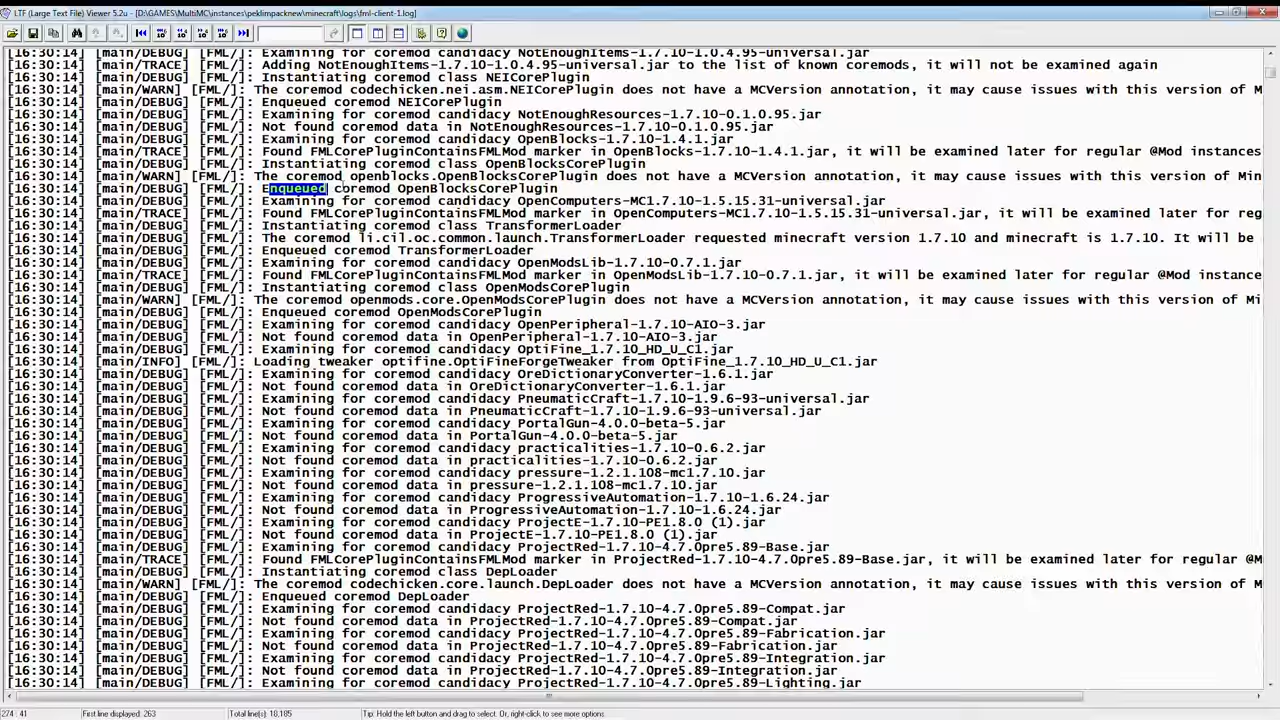 LTF (Large Text File) Viewer 5.2u - [D:\GAMES\MultiMC\instances\peklimpacknew\minecraft\logs\fml-client-1.log]
[16:30:14] [main/DEBUG] [FML/]: Examining for coremod candidacy NotEnoughItems-1.7.10-1.0.4.95-universal.jar
[16:30:14] [main/TRACE] [FML/]: Adding NotEnoughItems-1.7.10-1.0.4.95-universal.jar to the list of known coremods, it will not be examined again
[16:30:14] [main/DEBUG] [FML/]: Instantiating coremod class NEICorePlugin
[16:30:14] [main/WARN] [FML/]: The coremod codechicken.nei.asm.NEICorePlugin does not have a MCVersion annotation, it may cause issues with this version of M
[16:30:14] [main/DEBUG] [FML/]: Enqueued coremod NEICorePlugin
[16:30:14] [main/DEBUG] [FML/]: Examining for coremod candidacy NotEnoughResources-1.7.10-0.1.0.95.jar
[16:30:14] [main/DEBUG] [FML/]: Not found coremod data in NotEnoughResources-1.7.10-0.1.0.95.jar
[16:30:14] [main/DEBUG] [FML/]: Examining for coremod candidacy OpenBlocks-1.7.10-1.4.1.jar
[16:30:14] [main/TRACE] [FML/]: Found FMLCorePluginContainsFMLMod marker in OpenBlocks-1.7.10-1.4.1.jar, it will be examined later for regular @Mod instances
[16:30:14] [main/DEBUG] [FML/]: Instantiating coremod class OpenBlocksCorePlugin
[16:30:14] [main/WARN] [FML/]: The coremod openblocks.OpenBlocksCorePlugin does not have a MCVersion annotation, it may cause issues with this version of Min
[16:30:14] [main/DEBUG] [FML/]: Enqueued coremod OpenBlocksCorePlugin
[16:30:14] [main/DEBUG] [FML/]: Examining for coremod candidacy OpenComputers-MC1.7.10-1.5.15.31-universal.jar
[16:30:14] [main/TRACE] [FML/]: Found FMLCorePluginContainsFMLMod marker in OpenComputers-MC1.7.10-1.5.15.31-universal.jar, it will be examined later for reg
[16:30:14] [main/DEBUG] [FML/]: Instantiating coremod class TransformerLoader
[16:30:14] [main/DEBUG] [FML/]: The coremod li.cil.oc.common.launch.TransformerLoader requested minecraft version 1.7.10 and minecraft is 1.7.10. It will be
[16:30:14] [main/DEBUG] [FML/]: Enqueued coremod TransformerLoader
[16:30:14] [main/DEBUG] [FML/]: Examining for coremod candidacy OpenModsLib-1.7.10-0.7.1.jar
[16:30:14] [main/TRACE] [FML/]: Found FMLCorePluginContainsFMLMod marker in OpenModsLib-1.7.10-0.7.1.jar, it will be examined later for regular @Mod instance
[16:30:14] [main/DEBUG] [FML/]: Instantiating coremod class OpenModsCorePlugin
[16:30:14] [main/WARN] [FML/]: The coremod openmods.core.OpenModsCorePlugin does not have a MCVersion annotation, it may cause issues with this version of Mi
[16:30:14] [main/DEBUG] [FML/]: Enqueued coremod OpenModsCorePlugin
[16:30:14] [main/DEBUG] [FML/]: Examining for coremod candidacy OpenPeripheral-1.7.10-AIO-3.jar
[16:30:14] [main/DEBUG] [FML/]: Not found coremod data in OpenPeripheral-1.7.10-AIO-3.jar
[16:30:14] [main/DEBUG] [FML/]: Examining for coremod candidacy OptiFine_1.7.10_HD_U_C1.jar
[16:30:14] [main/INFO] [FML/]: Loading tweaker optifine.OptiFineForgeTweaker from OptiFine_1.7.10_HD_U_C1.jar
[16:30:14] [main/DEBUG] [FML/]: Examining for coremod candidacy OreDictionaryConverter-1.6.1.jar
[16:30:14] [main/DEBUG] [FML/]: Not found coremod data in OreDictionaryConverter-1.6.1.jar
[16:30:14] [main/DEBUG] [FML/]: Examining for coremod candidacy PneumaticCraft-1.7.10-1.9.6-93-universal.jar
[16:30:14] [main/DEBUG] [FML/]: Not found coremod data in PneumaticCraft-1.7.10-1.9.6-93-universal.jar
[16:30:14] [main/DEBUG] [FML/]: Examining for coremod candidacy PortalGun-4.0.0-beta-5.jar
[16:30:14] [main/DEBUG] [FML/]: Not found coremod data in PortalGun-4.0.0-beta-5.jar
[16:30:14] [main/DEBUG] [FML/]: Examining for coremod candidacy practicalities-1.7.10-0.6.2.jar
[16:30:14] [main/DEBUG] [FML/]: Not found coremod data in practicalities-1.7.10-0.6.2.jar
[16:30:14] [main/DEBUG] [FML/]: Examining for coremod candidacy pressure-1.2.1.108-mc1.7.10.jar
[16:30:14] [main/DEBUG] [FML/]: Not found coremod data in pressure-1.2.1.108-mc1.7.10.jar
[16:30:14] [main/DEBUG] [FML/]: Examining for coremod candidacy ProgressiveAutomation-1.7.10-1.6.24.jar
[16:30:14] [main/DEBUG] [FML/]: Not found coremod data in ProgressiveAutomation-1.7.10-1.6.24.jar
[16:30:14] [main/DEBUG] [FML/]: Examining for coremod candidacy ProjectE-1.7.10-PE1.8.0 (1).jar
[16:30:14] [main/DEBUG] [FML/]: Not found coremod data in ProjectE-1.7.10-PE1.8.0 (1).jar
[16:30:14] [main/DEBUG] [FML/]: Examining for coremod candidacy ProjectRed-1.7.10-4.7.0pre5.89-Base.jar
[16:30:14] [main/TRACE] [FML/]: Found FMLCorePluginContainsFMLMod marker in ProjectRed-1.7.10-4.7.0pre5.89-Base.jar, it will be examined later for regular @M
[16:30:14] [main/DEBUG] [FML/]: Instantiating coremod class DepLoader
[16:30:14] [main/WARN] [FML/]: The coremod codechicken.core.launch.DepLoader does not have a MCVersion annotation, it may cause issues with this version of M
[16:30:14] [main/DEBUG] [FML/]: Enqueued coremod DepLoader
[16:30:14] [main/DEBUG] [FML/]: Examining for coremod candidacy ProjectRed-1.7.10-4.7.0pre5.89-Compat.jar
[16:30:14] [main/DEBUG] [FML/]: Not found coremod data in ProjectRed-1.7.10-4.7.0pre5.89-Compat.jar
[16:30:14] [main/DEBUG] [FML/]: Examining for coremod candidacy ProjectRed-1.7.10-4.7.0pre5.89-Fabrication.jar
[16:30:14] [main/DEBUG] [FML/]: Not found coremod data in ProjectRed-1.7.10-4.7.0pre5.89-Fabrication.jar
[16:30:14] [main/DEBUG] [FML/]: Examining for coremod candidacy ProjectRed-1.7.10-4.7.0pre5.89-Integration.jar
[16:30:14] [main/DEBUG] [FML/]: Not found coremod data in ProjectRed-1.7.10-4.7.0pre5.89-Integration.jar
[16:30:14] [main/DEBUG] [FML/]: Examining for coremod candidacy ProjectRed-1.7.10-4.7.0pre5.89-Lighting.jar
274 : 41 First line displayed: 263 Total line(s): 18,185 Tip: Hold the left button and drag to select. Or, right-click to see more options.